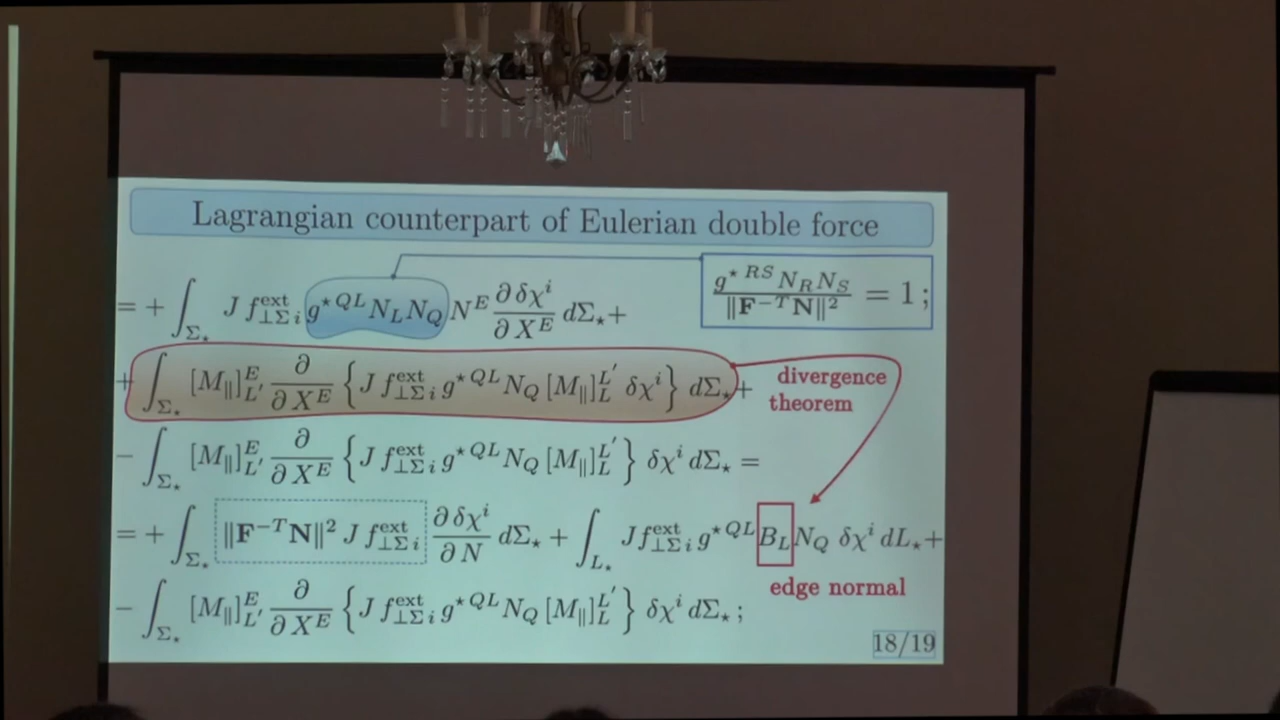 Lagrangian counterpart of Eulerian double force
= + ∫_{Σ⋆} J f^{ext}_{⊥Σ i} g^{⋆ QL} N_L N_Q N^E ∂ δχ^i / ∂ X^E dΣ⋆ +
g^{⋆ RS} N_R N_S / ‖F^{−T}N‖² = 1 ;
+ ∫_{Σ⋆} [M_∥]^E_{L'} ∂ / ∂ X^E { J f^{ext}_{⊥Σ i} g^{⋆ QL} N_Q [M_∥]^{L'}_L δχ^i } dΣ⋆ +
divergence
theorem
− ∫_{Σ⋆} [M_∥]^E_{L'} ∂ / ∂ X^E { J f^{ext}_{⊥Σ i} g^{⋆ QL} N_Q [M_∥]^{L'}_L } δχ^i dΣ⋆ =
= + ∫_{Σ⋆} ‖F^{−T}N‖² J f^{ext}_{⊥Σ i} ∂ δχ^i / ∂ N dΣ⋆ + ∫_{L⋆} J f^{ext}_{⊥Σ i} g^{⋆ QL} B_L N_Q δχ^i dL⋆ +
edge normal
− ∫_{Σ⋆} [M_∥]^E_{L'} ∂ / ∂ X^E { J f^{ext}_{⊥Σ i} g^{⋆ QL} N_Q [M_∥]^{L'}_L } δχ^i dΣ⋆ ;
18/19